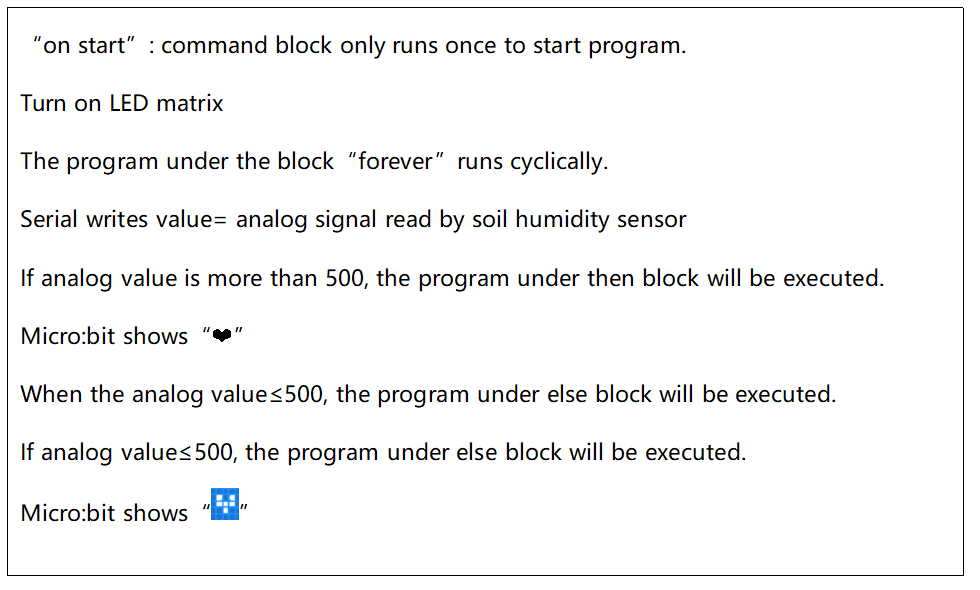 “on start”: command block only runs once to start program.
Turn on LED matrix
The program under the block “forever” runs cyclically.
Serial writes value= analog signal read by soil humidity sensor
If analog value is more than 500, the program under then block will be executed.
Micro:bit shows “❤”
When the analog value≤500, the program under else block will be executed.
If analog value≤500, the program under else block will be executed.
Micro:bit shows “ ”